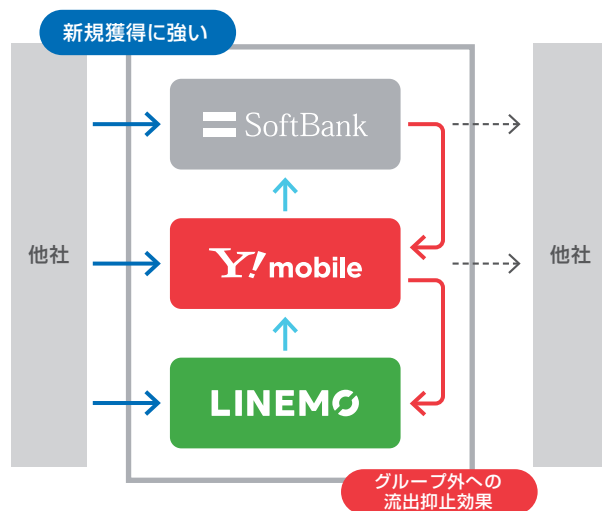 新規獲得に強い
SoftBank
他社
Y!mobile
他社
LINEMO
グループ外への
流出抑止効果